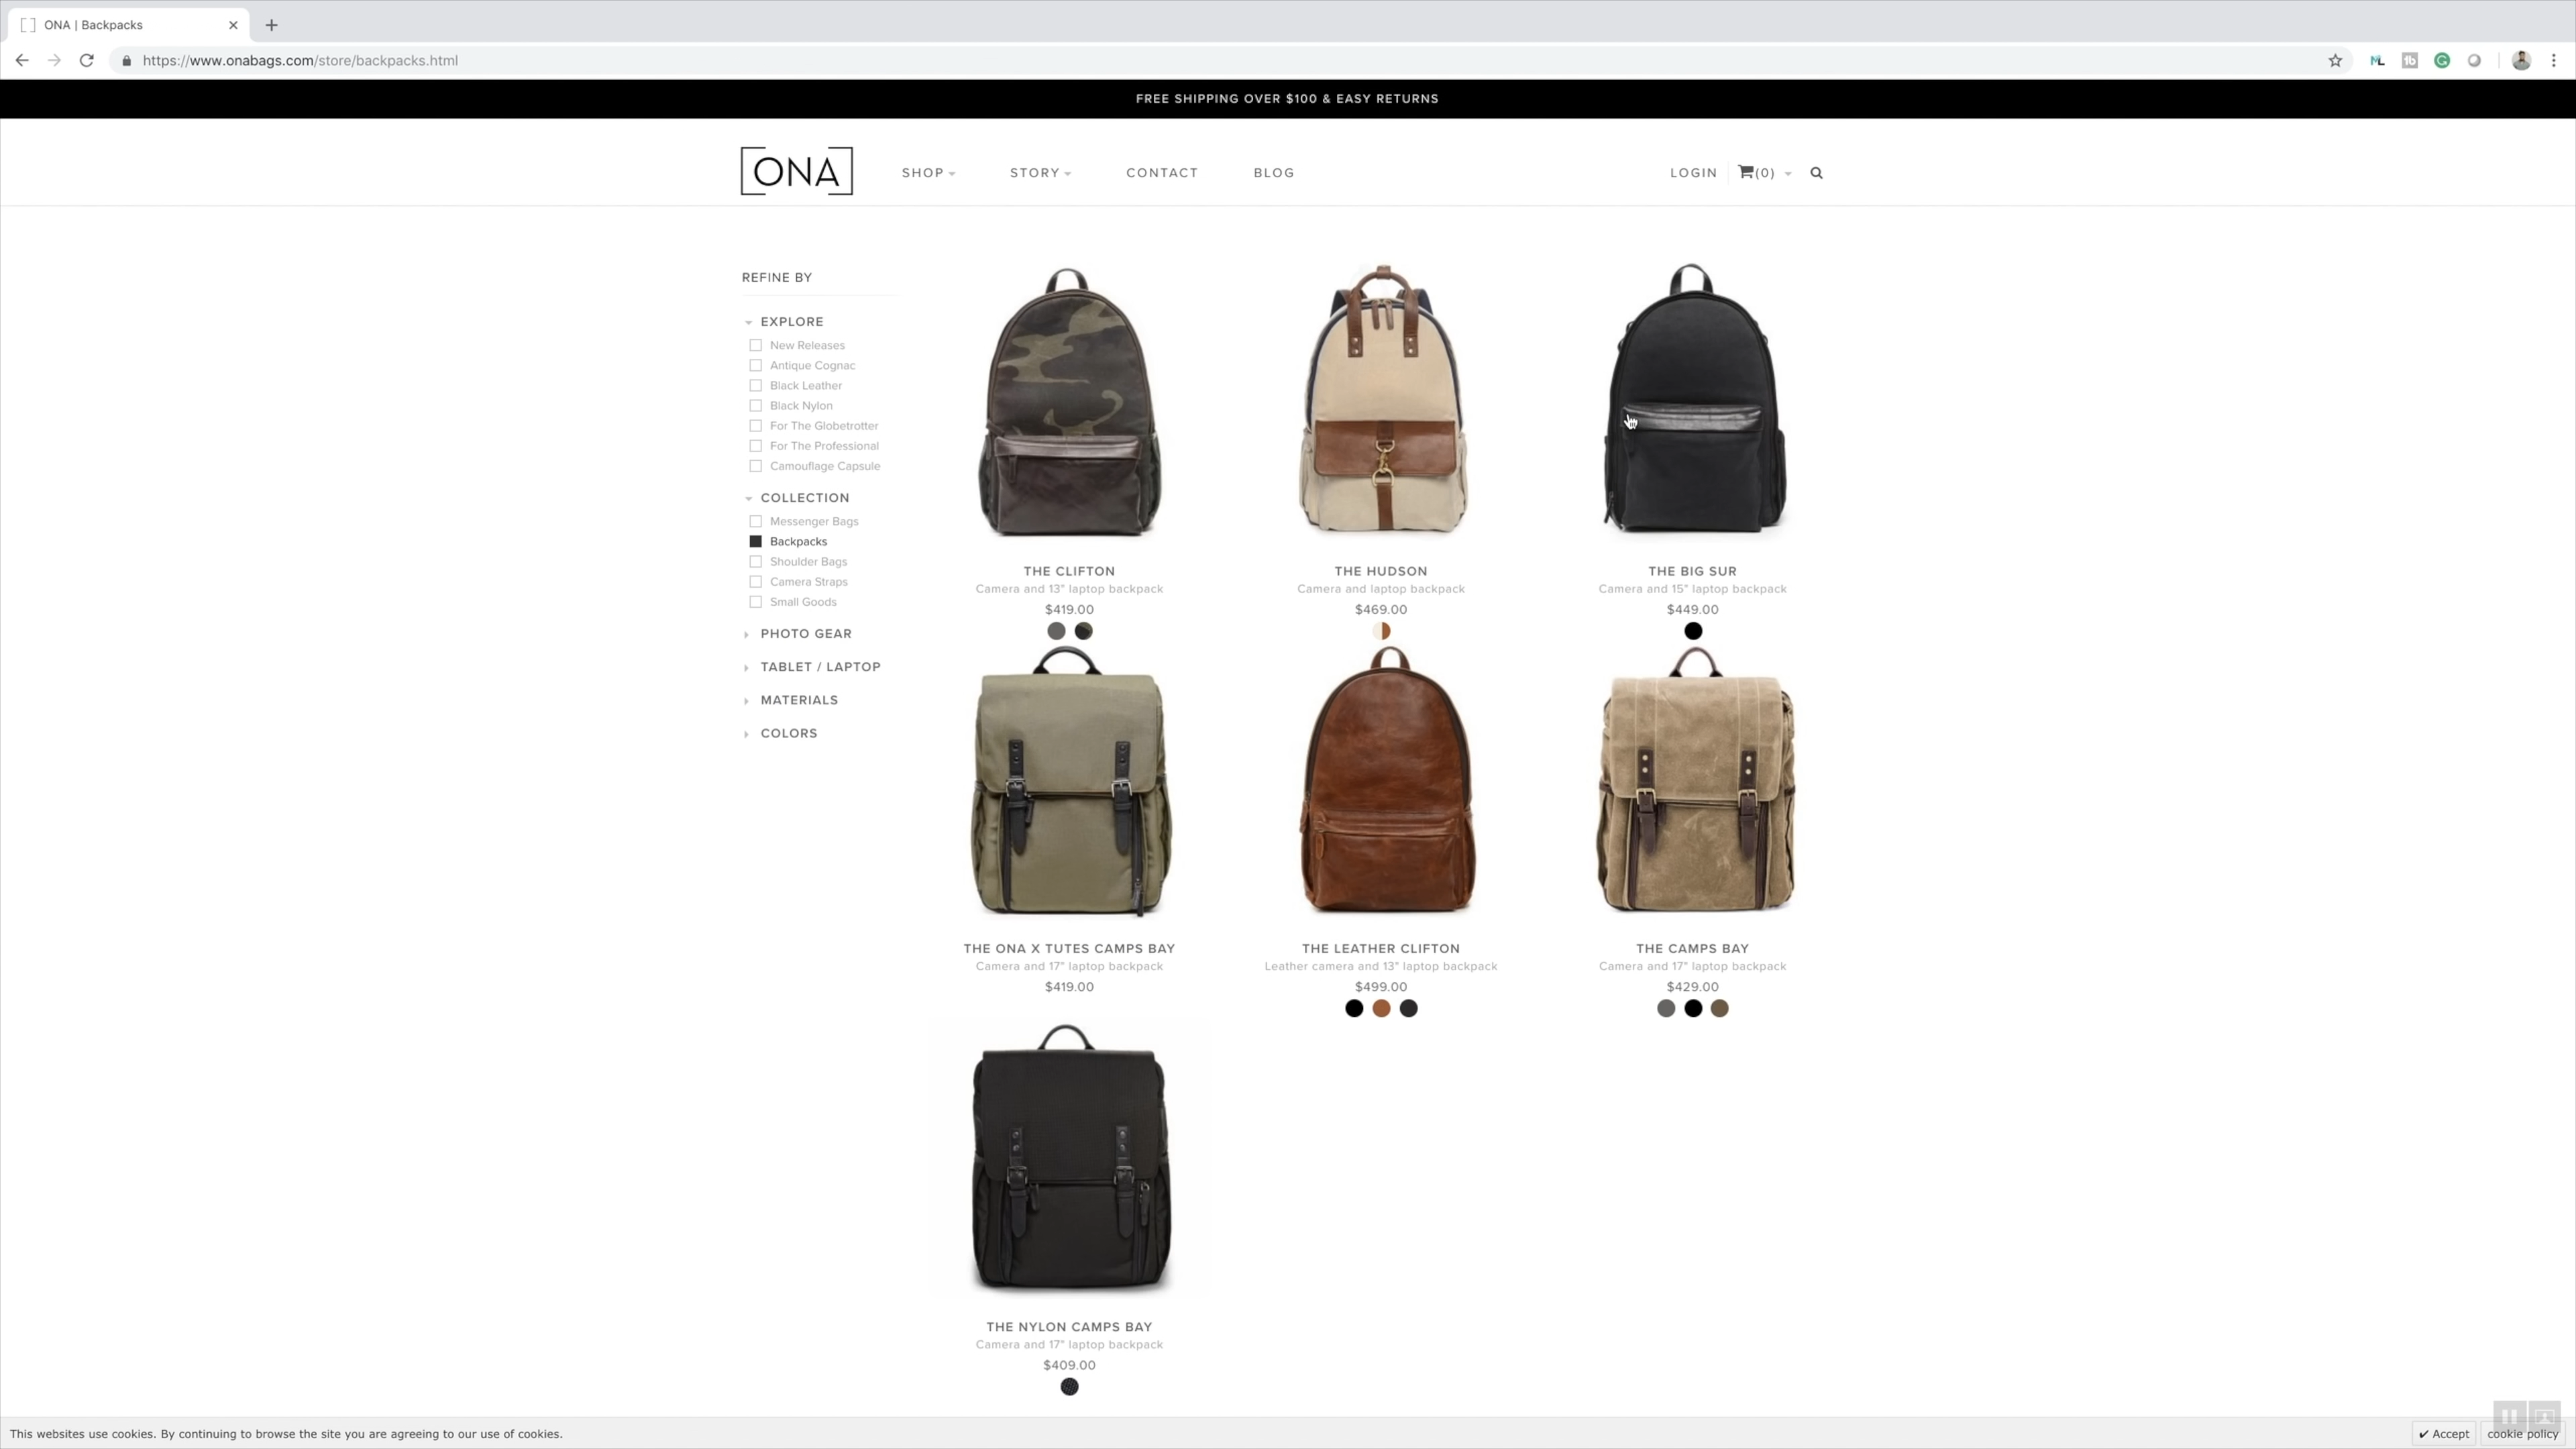 ONA | Backpacks
https://www.onabags.com/store/backpacks.html
FREE SHIPPING OVER $100 & EASY RETURNS
ONA
SHOP
STORY
CONTACT
BLOG
LOGIN
(0)
REFINE BY
EXPLORE
New Releases
Antique Cognac
Black Leather
Black Nylon
For The Globetrotter
For The Professional
Camouflage Capsule
COLLECTION
Messenger Bags
Backpacks
Shoulder Bags
Camera Straps
Small Goods
PHOTO GEAR
TABLET / LAPTOP
MATERIALS
COLORS
THE CLIFTON
Camera and 13" laptop backpack
$419.00
THE HUDSON
Camera and laptop backpack
$469.00
THE BIG SUR
Camera and 15" laptop backpack
$449.00
THE ONA X TUTES CAMPS BAY
Camera and 17" laptop backpack
$419.00
THE LEATHER CLIFTON
Leather camera and 13" laptop backpack
$499.00
THE CAMPS BAY
Camera and 17" laptop backpack
$429.00
THE NYLON CAMPS BAY
Camera and 17" laptop backpack
$409.00
This websites use cookies. By continuing to browse the site you are agreeing to our use of cookies.
✔ Accept
cookie policy